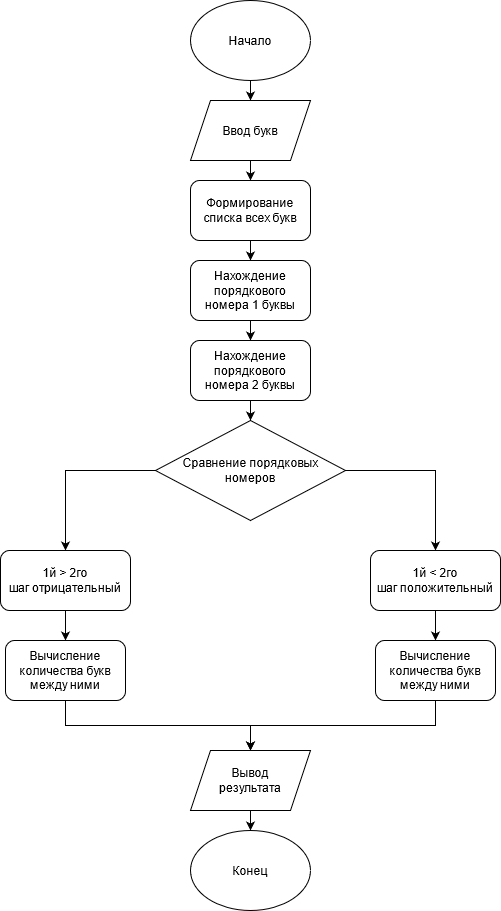 Начало
Ввод букв
Формирование
списка всех букв
Нахождение
порядкового
номера 1 буквы
Нахождение
порядкового
номера 2 буквы
Сравнение порядковых
номеров
1й > 2го
шаг отрицательный
1й < 2го
шаг положительный
Вычисление
количества букв
между ними
Вычисление
количества букв
между ними
Вывод
результата
Конец